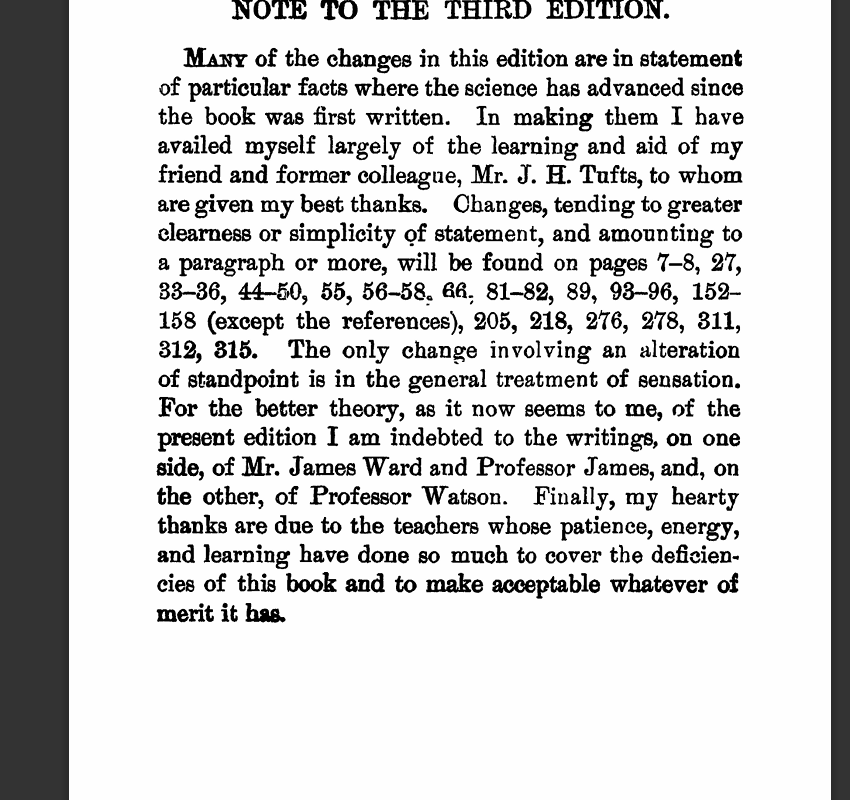 NOTE TO THE THIRD EDITION.
MANY of the changes in this edition are in statement
of particular facts where the science has advanced since
the book was first written. In making them I have
availed myself largely of the learning and aid of my
friend and former colleague, Mr. J. H. Tufts, to whom
are given my best thanks. Changes, tending to greater
clearness or simplicity of statement, and amounting to
a paragraph or more, will be found on pages 7–8, 27,
33–36, 44–50, 55, 56–58, 66, 81–82, 89, 93–96, 152–
158 (except the references), 205, 218, 276, 278, 311,
312, 315. The only change involving an alteration
of standpoint is in the general treatment of sensation.
For the better theory, as it now seems to me, of the
present edition I am indebted to the writings, on one
side, of Mr. James Ward and Professor James, and, on
the other, of Professor Watson. Finally, my hearty
thanks are due to the teachers whose patience, energy,
and learning have done so much to cover the deficien-
cies of this book and to make acceptable whatever of
merit it has.